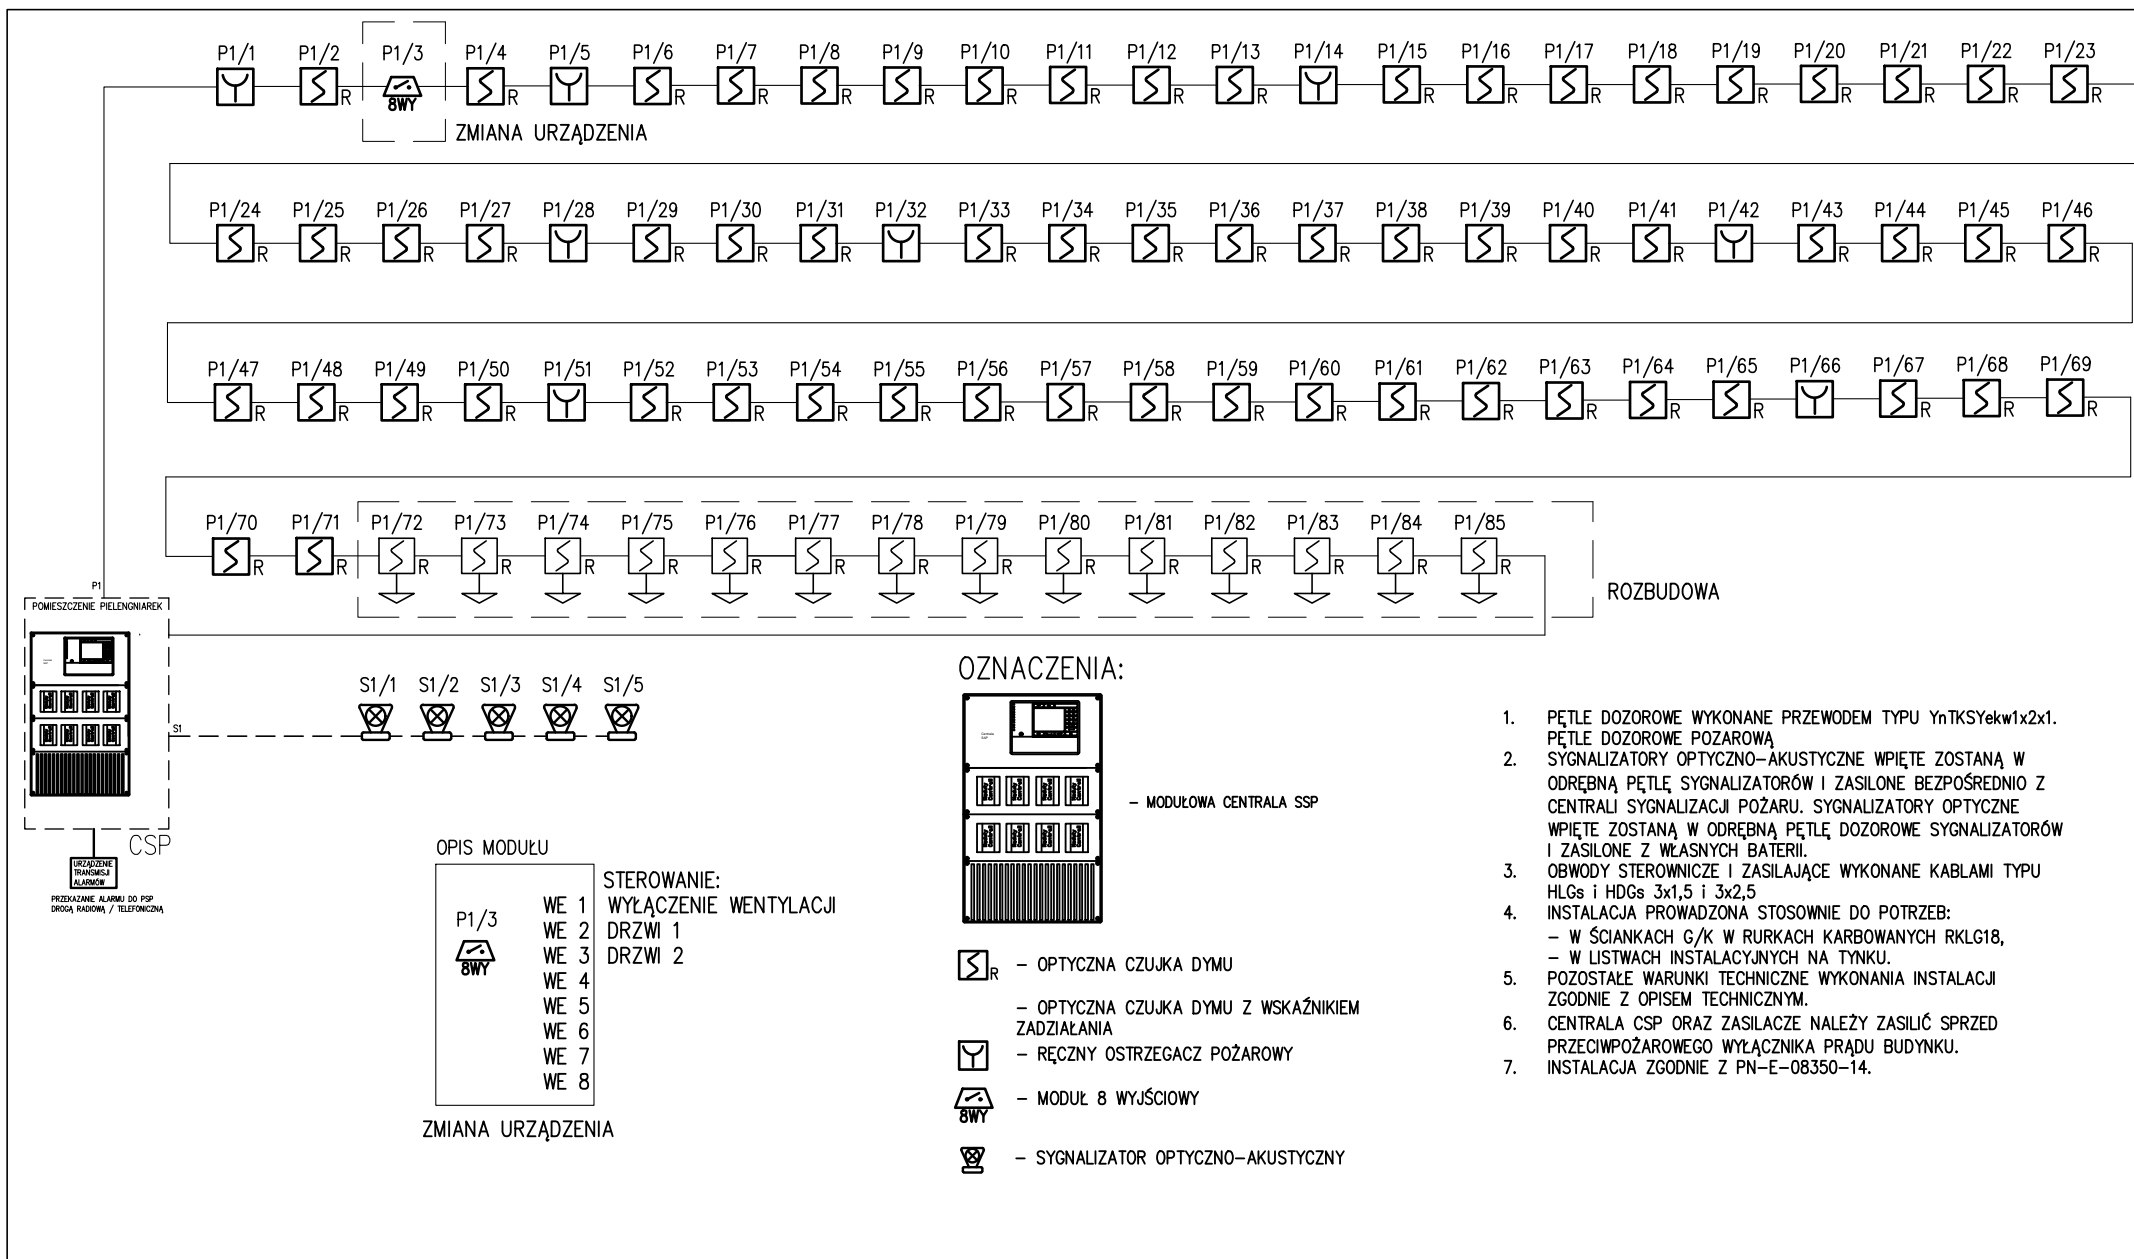 P1/1 P1/2 P1/3 P1/4 P1/5 P1/6 P1/7 P1/8 P1/9 P1/10 P1/11 P1/12 P1/13 P1/14 P1/15 P1/16 P1/17 P1/18 P1/19 P1/20 P1/21 P1/22 P1/23
R R R R R R R R R R R R R R R R R R R
8WY
ZMIANA URZĄDZENIA
P1/24 P1/25 P1/26 P1/27 P1/28 P1/29 P1/30 P1/31 P1/32 P1/33 P1/34 P1/35 P1/36 P1/37 P1/38 P1/39 P1/40 P1/41 P1/42 P1/43 P1/44 P1/45 P1/46
R R R R R R R R R R R R R R R R R R R R
P1/47 P1/48 P1/49 P1/50 P1/51 P1/52 P1/53 P1/54 P1/55 P1/56 P1/57 P1/58 P1/59 P1/60 P1/61 P1/62 P1/63 P1/64 P1/65 P1/66 P1/67 P1/68 P1/69
R R R R R R R R R R R R R R R R R R R R R
P1/70 P1/71 P1/72 P1/73 P1/74 P1/75 P1/76 P1/77 P1/78 P1/79 P1/80 P1/81 P1/82 P1/83 P1/84 P1/85
R R R R R R R R R R R R R R R R
ROZBUDOWA
P1
POMIESZCZENIE PIELENGNIAREK
S1
CSP
URZĄDZENIE
TRANSMISJI
ALARMÓW
PRZEKAZANIE ALARMU DO PSP
DROGĄ RADIOWĄ / TELEFONICZNĄ
S1/1 S1/2 S1/3 S1/4 S1/5
OPIS MODUŁU
STEROWANIE:
P1/3
8WY
WE 1 WYŁĄCZENIE WENTYLACJI
WE 2 DRZWI 1
WE 3 DRZWI 2
WE 4
WE 5
WE 6
WE 7
WE 8
ZMIANA URZĄDZENIA
OZNACZENIA:
– MODUŁOWA CENTRALA SSP
R – OPTYCZNA CZUJKA DYMU
– OPTYCZNA CZUJKA DYMU Z WSKAŹNIKIEM
ZADZIAŁANIA
– RĘCZNY OSTRZEGACZ POŻAROWY
8WY – MODUŁ 8 WYJŚCIOWY
– SYGNALIZATOR OPTYCZNO–AKUSTYCZNY
1. PĘTLE DOZOROWE WYKONANE PRZEWODEM TYPU YnTKSYekw1x2x1.
PĘTLE DOZOROWE POZAROWĄ
2. SYGNALIZATORY OPTYCZNO–AKUSTYCZNE WPIĘTE ZOSTANĄ W
ODRĘBNĄ PĘTLĘ SYGNALIZATORÓW I ZASILONE BEZPOŚREDNIO Z
CENTRALI SYGNALIZACJI POŻARU. SYGNALIZATORY OPTYCZNE
WPIĘTE ZOSTANĄ W ODRĘBNĄ PĘTLĘ DOZOROWE SYGNALIZATORÓW
I ZASILONE Z WŁASNYCH BATERII.
3. OBWODY STEROWNICZE I ZASILAJĄCE WYKONANE KABLAMI TYPU
HLGs i HDGs 3x1,5 i 3x2,5
4. INSTALACJA PROWADZONA STOSOWNIE DO POTRZEB:
– W ŚCIANKACH G/K W RURKACH KARBOWANYCH RKLG18,
– W LISTWACH INSTALACYJNYCH NA TYNKU.
5. POZOSTAŁE WARUNKI TECHNICZNE WYKONANIA INSTALACJI
ZGODNIE Z OPISEM TECHNICZNYM.
6. CENTRALA CSP ORAZ ZASILACZE NALEŻY ZASILIĆ SPRZED
PRZECIWPOŻAROWEGO WYŁĄCZNIKA PRĄDU BUDYNKU.
7. INSTALACJA ZGODNIE Z PN–E–08350–14.